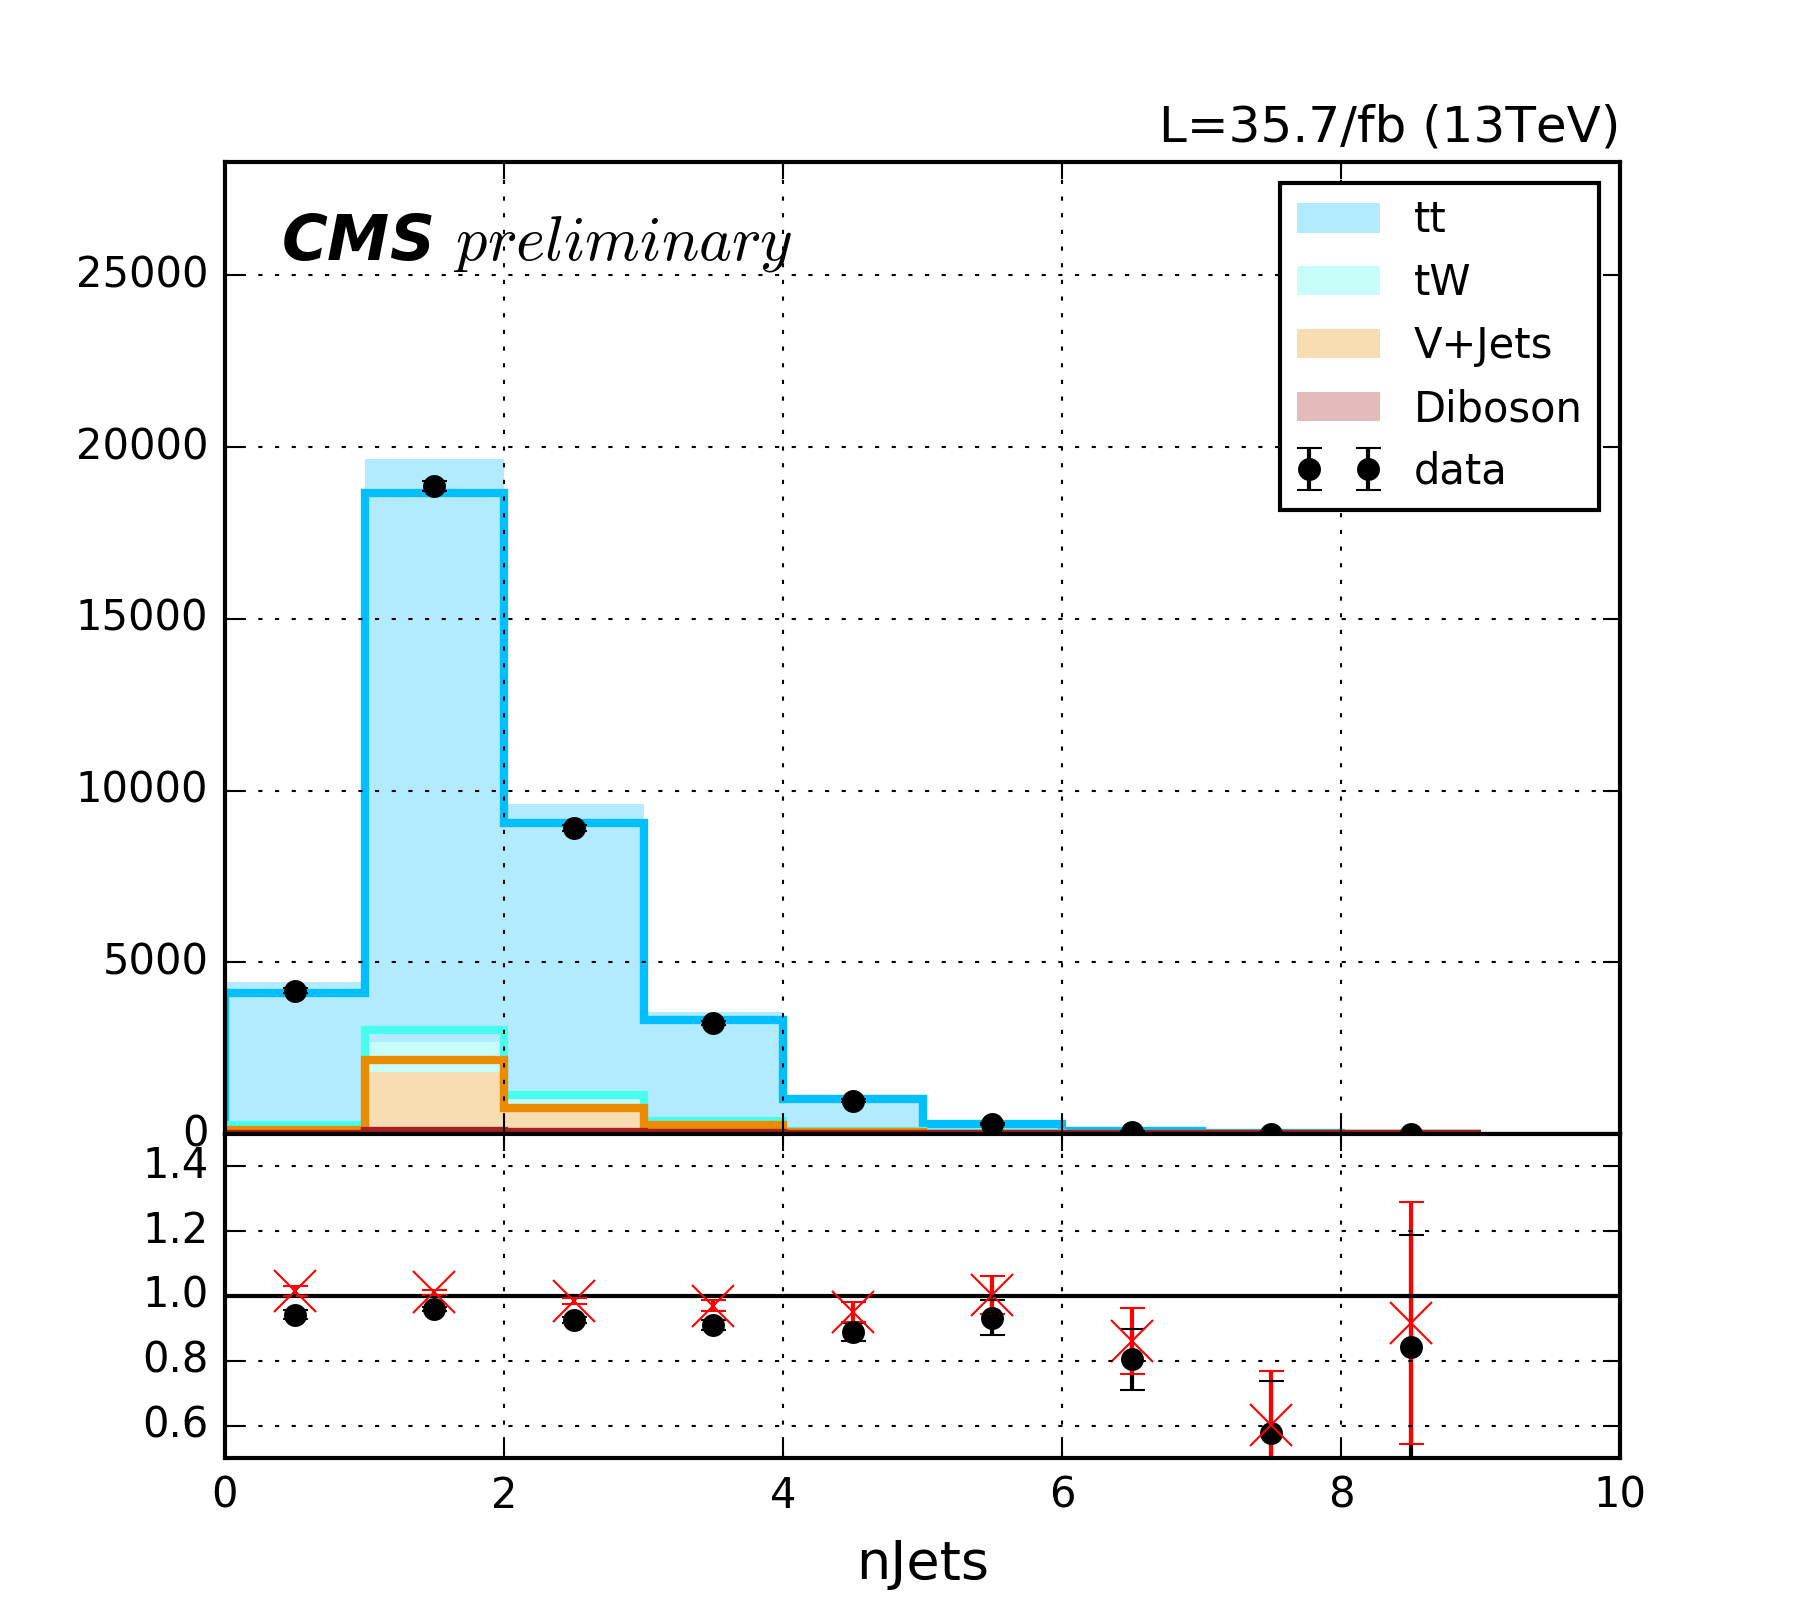 L=35.7/fb (13TeV)
CMS preliminary
tt
tW
V+Jets
Diboson
data
25000
20000
15000
10000
5000
0
1.4
1.2
1.0
0.8
0.6
0 2 4 6 8 10
nJets